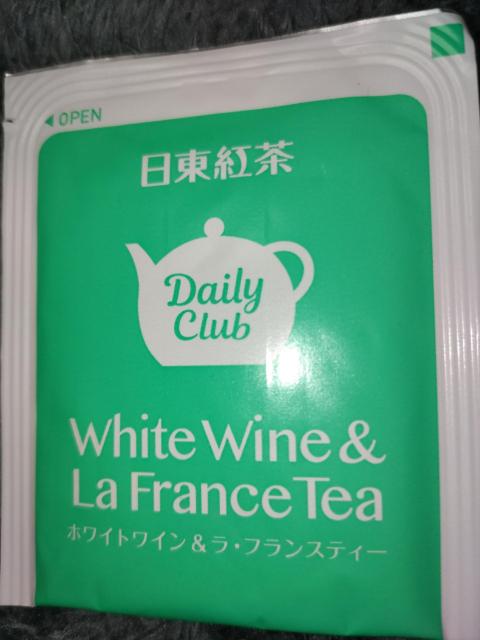 ◀ OPEN
日東紅茶
Daily
Club
White Wine &
La France Tea
ホワイトワイン&ラ・フランスティー